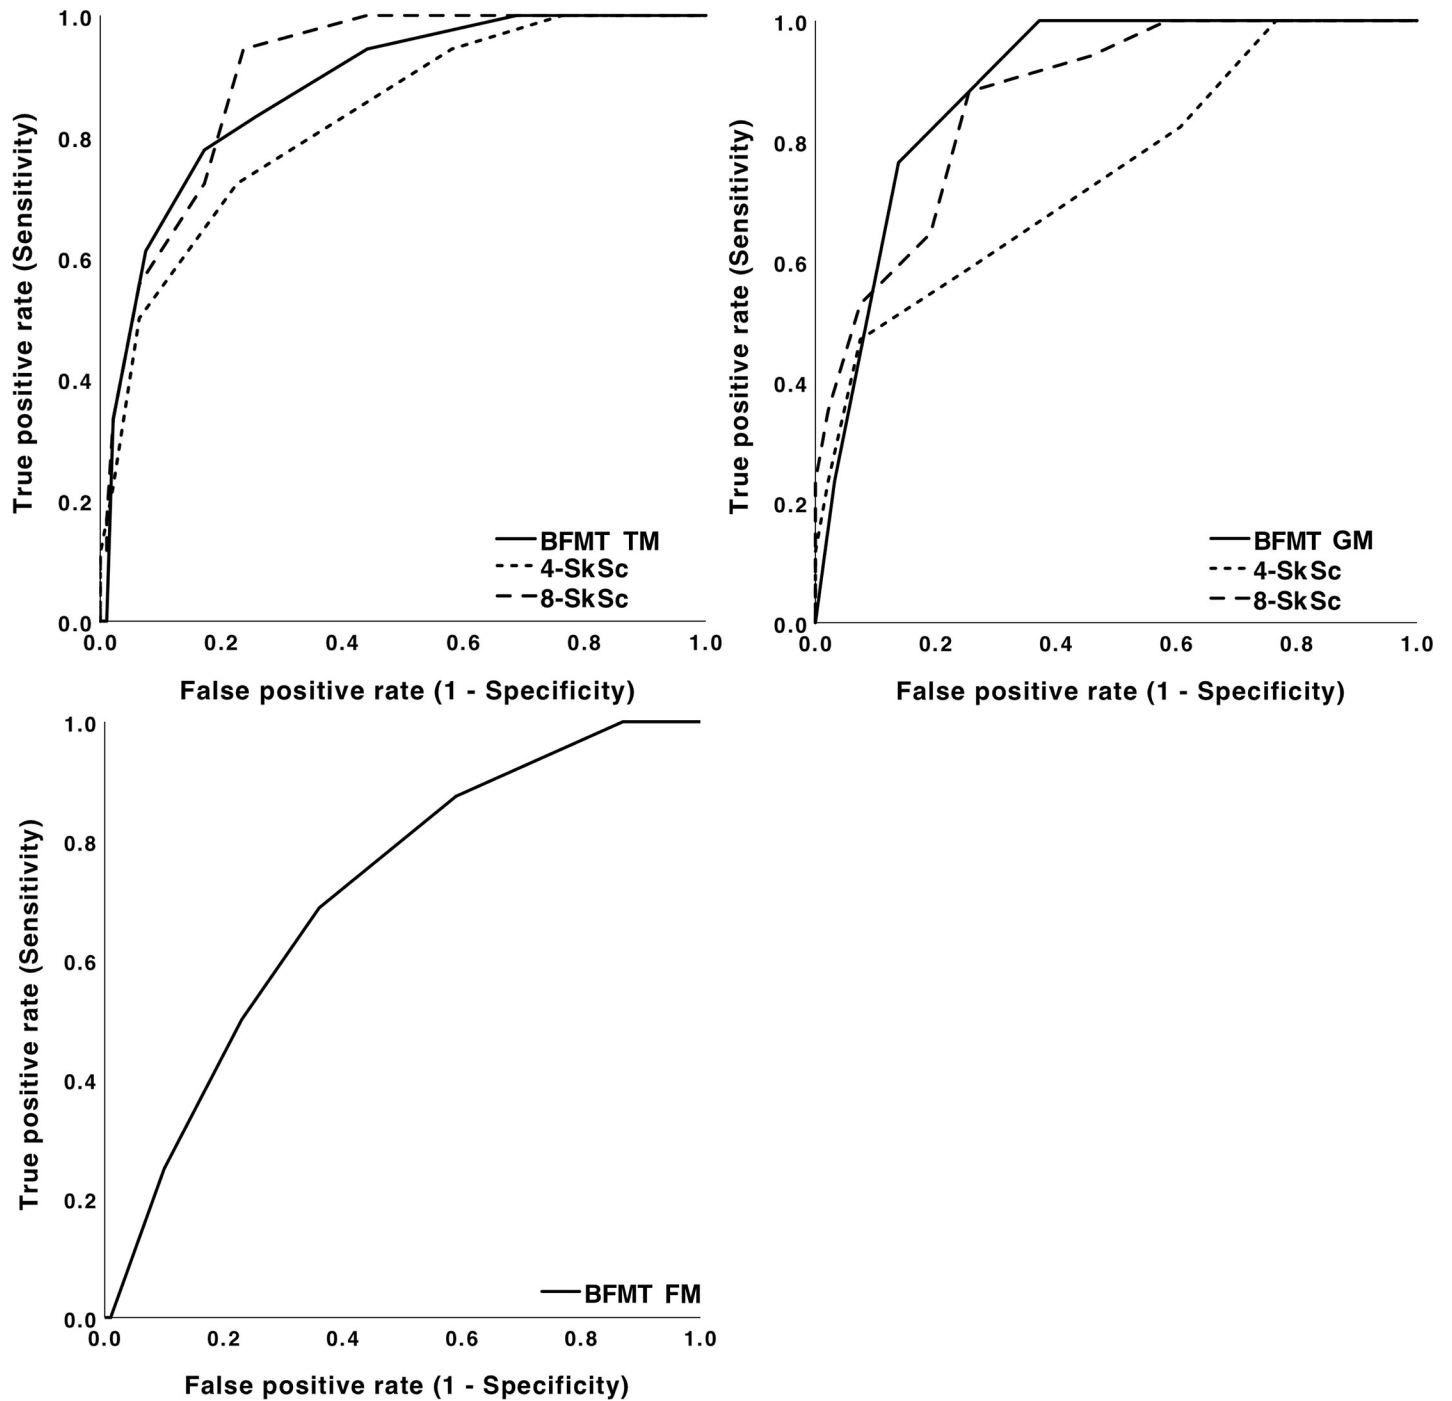 True positive rate (Sensitivity)
1.0
0.8
0.6
0.4
0.2
0.0
BFMT TM
4-SkSc
8-SkSc
0.0 0.2 0.4 0.6 0.8 1.0
False positive rate (1 - Specificity)
True positive rate (Sensitivity)
1.0
0.8
0.6
0.4
0.2
0.0
BFMT GM
4-SkSc
8-SkSc
0.0 0.2 0.4 0.6 0.8 1.0
False positive rate (1 - Specificity)
True positive rate (Sensitivity)
1.0
0.8
0.6
0.4
0.2
0.0
BFMT FM
0.0 0.2 0.4 0.6 0.8 1.0
False positive rate (1 - Specificity)